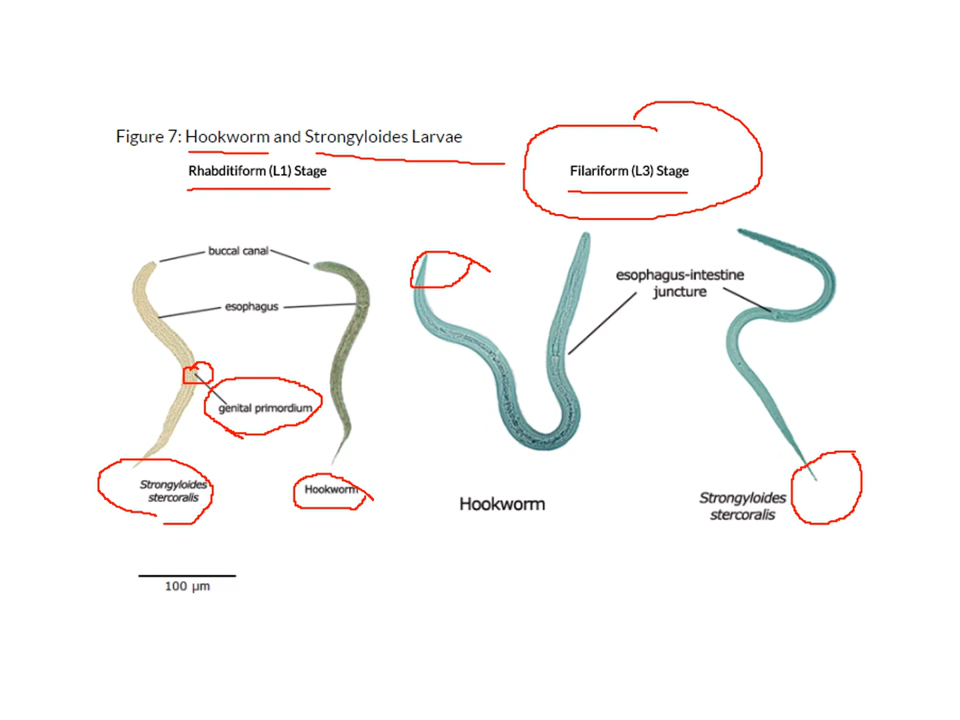 Figure 7: Hookworm and Strongyloides Larvae
Rhabditiform (L1) Stage
Filariform (L3) Stage
buccal canal
esophagus
genital primordium
Strongyloides
stercoralis
Hookworm
esophagus-intestine
juncture
Hookworm
Strongyloides
stercoralis
100 µm